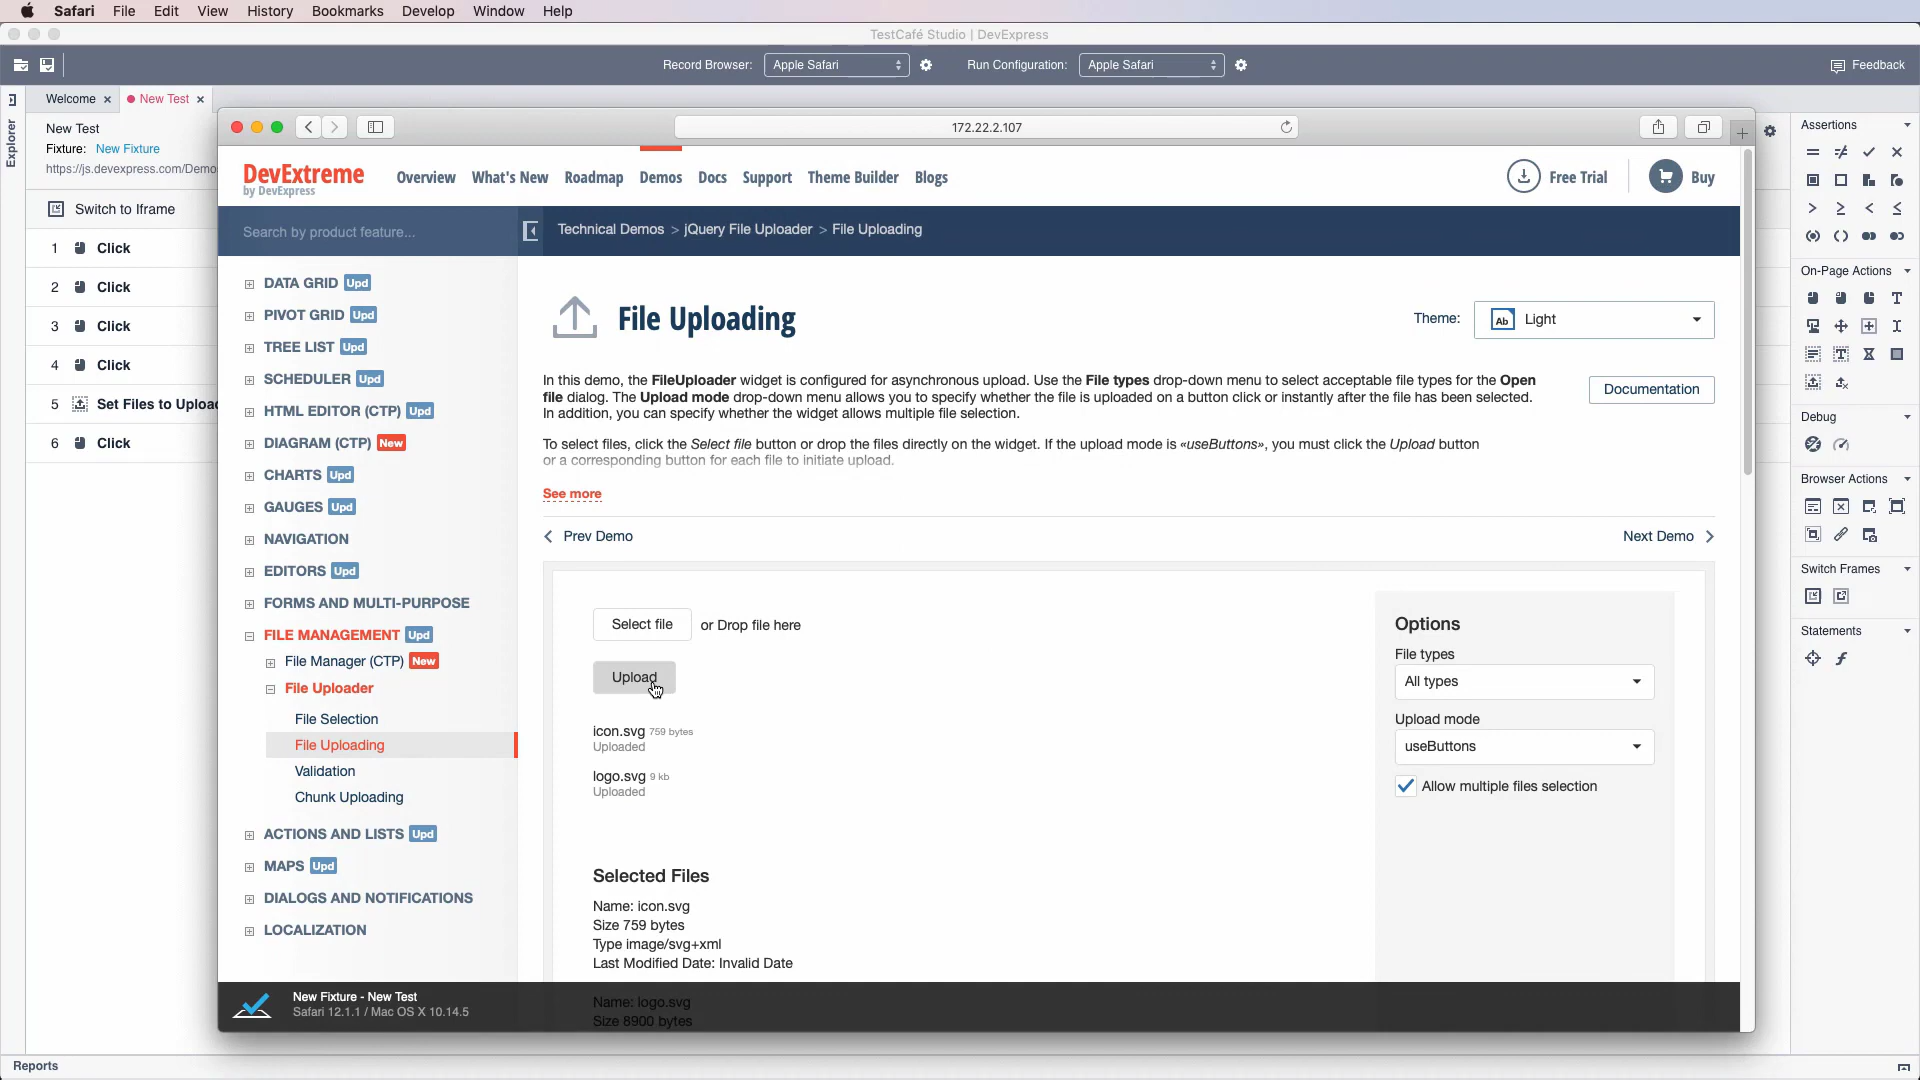 Safari File Edit View History Bookmarks Develop Window Help
TestCafé Studio | DevExpress
Record Browser: Apple Safari Run Configuration: Apple Safari Feedback
Welcome New Test
Explorer
New Test
Fixture: New Fixture
https://js.devexpress.com/Demo
Switch to Iframe
1 Click
2 Click
3 Click
4 Click
5 Set Files to Uploa
6 Click
172.22.2.107
DevExtreme
by DevExpress
Overview What's New Roadmap Demos Docs Support Theme Builder Blogs
Free Trial Buy
Search by product feature...
Technical Demos > jQuery File Uploader > File Uploading
DATA GRID Upd
PIVOT GRID Upd
TREE LIST Upd
SCHEDULER Upd
HTML EDITOR (CTP) Upd
DIAGRAM (CTP) New
CHARTS Upd
GAUGES Upd
NAVIGATION
EDITORS Upd
FORMS AND MULTI-PURPOSE
FILE MANAGEMENT Upd
File Manager (CTP) New
File Uploader
File Selection
File Uploading
Validation
Chunk Uploading
ACTIONS AND LISTS Upd
MAPS Upd
DIALOGS AND NOTIFICATIONS
LOCALIZATION
File Uploading
Theme: Ab Light
In this demo, the FileUploader widget is configured for asynchronous upload. Use the File types drop-down menu to select acceptable file types for the Open
file dialog. The Upload mode drop-down menu allows you to specify whether the file is uploaded on a button click or instantly after the file has been selected.
In addition, you can specify whether the widget allows multiple file selection.
Documentation
To select files, click the Select file button or drop the files directly on the widget. If the upload mode is «useButtons», you must click the Upload button
or a corresponding button for each file to initiate upload.
See more
Prev Demo
Next Demo
Select file or Drop file here
Upload
icon.svg 759 bytes
Uploaded
logo.svg 9 kb
Uploaded
Selected Files
Name: icon.svg
Size 759 bytes
Type image/svg+xml
Last Modified Date: Invalid Date
Name: logo.svg
Size 8900 bytes
Options
File types
All types
Upload mode
useButtons
Allow multiple files selection
New Fixture - New Test
Safari 12.1.1 / Mac OS X 10.14.5
Assertions
On-Page Actions
Debug
Browser Actions
Switch Frames
Statements
Reports